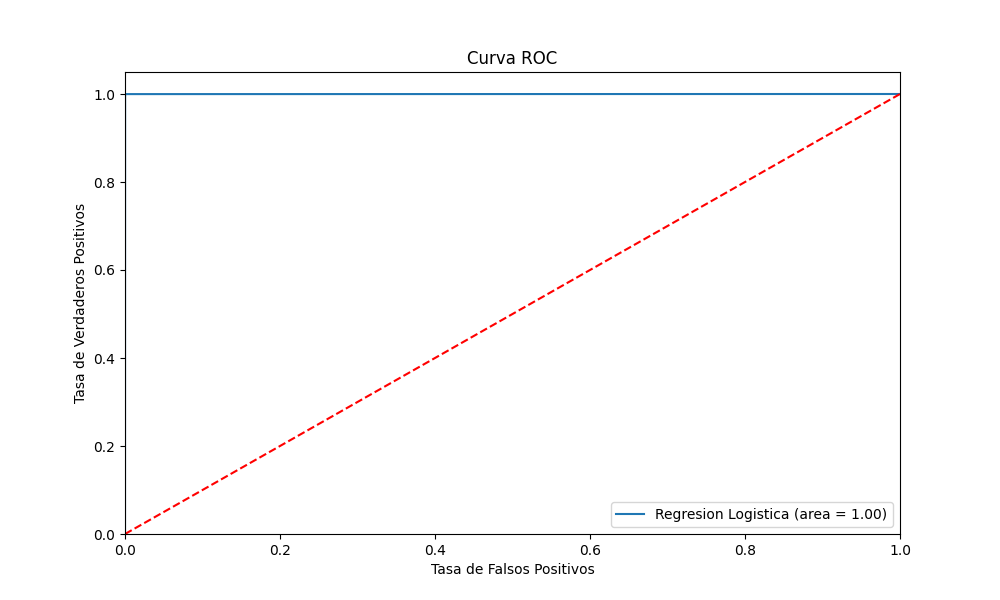 Curva ROC
Tasa de Verdaderos Positivos
1.0
0.8
0.6
0.4
0.2
0.0
0.0 0.2 0.4 0.6 0.8 1.0
Tasa de Falsos Positivos
Regresion Logistica (area = 1.00)